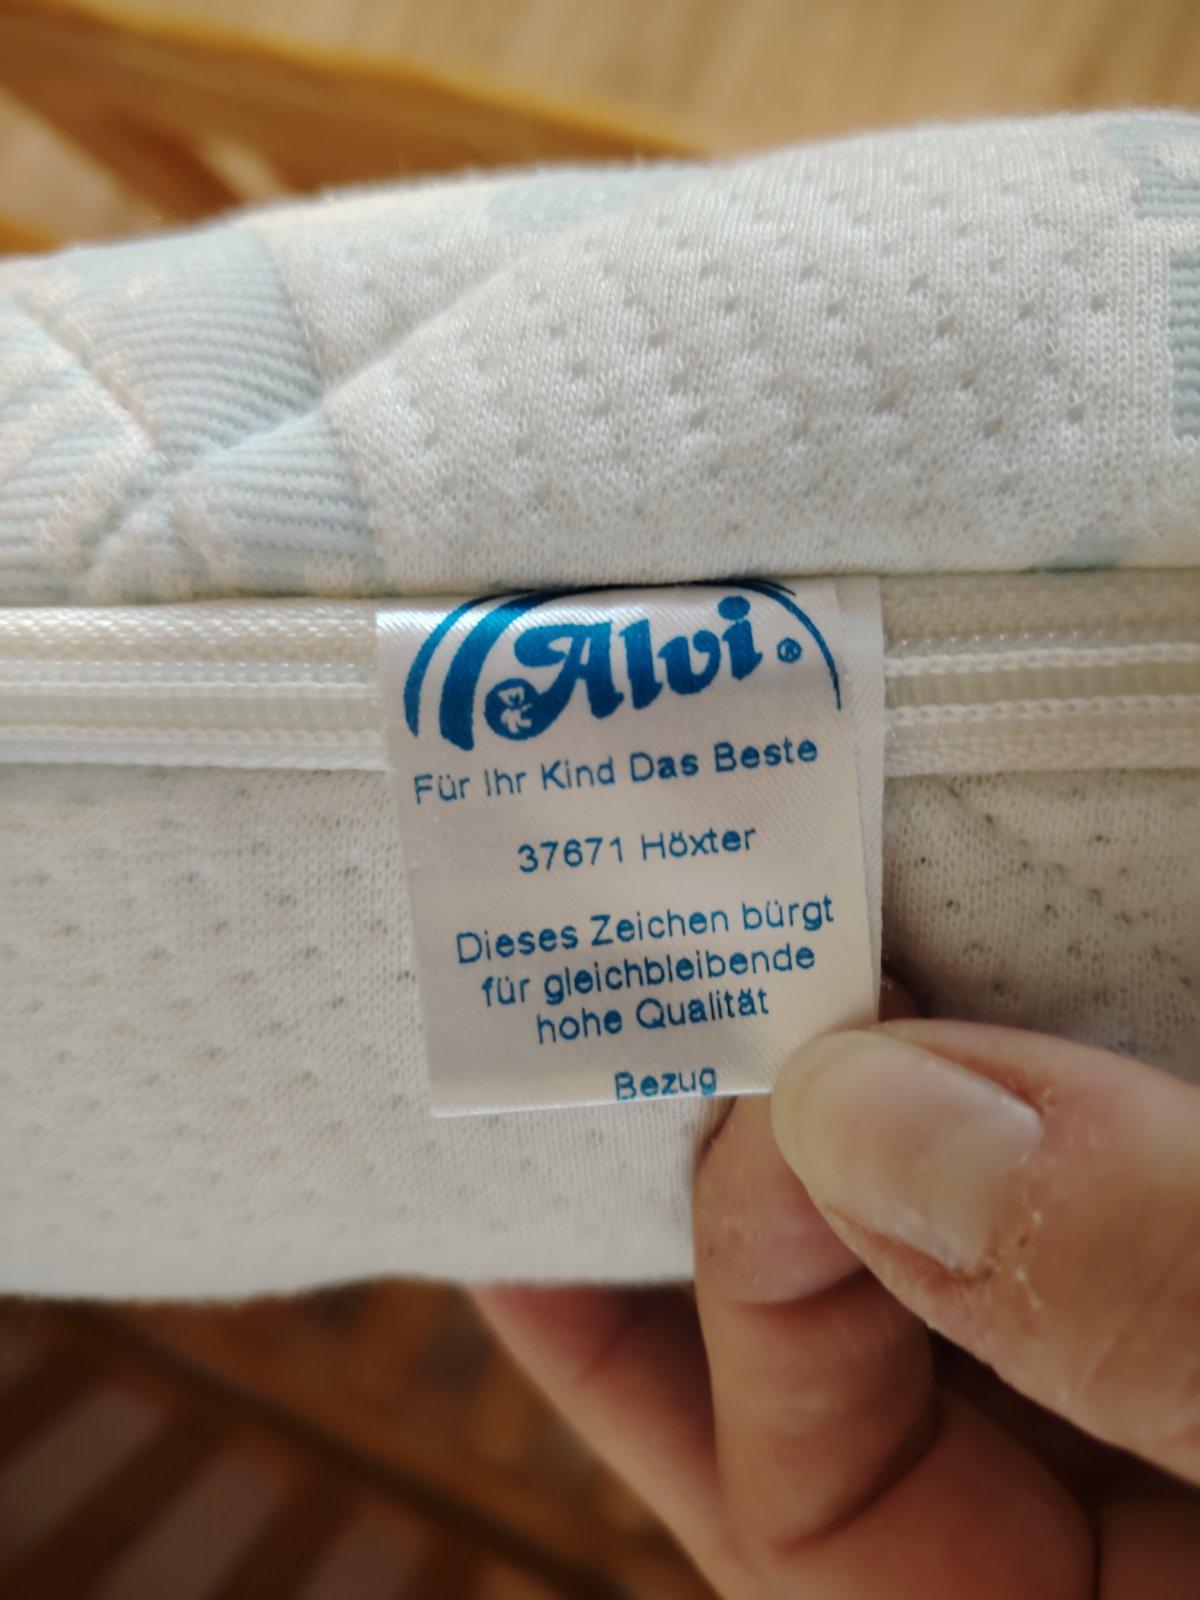 Alvi®
Für Ihr Kind Das Beste
37671 Höxter
Dieses Zeichen bürgt
für gleichbleibende
hohe Qualität
Bezug